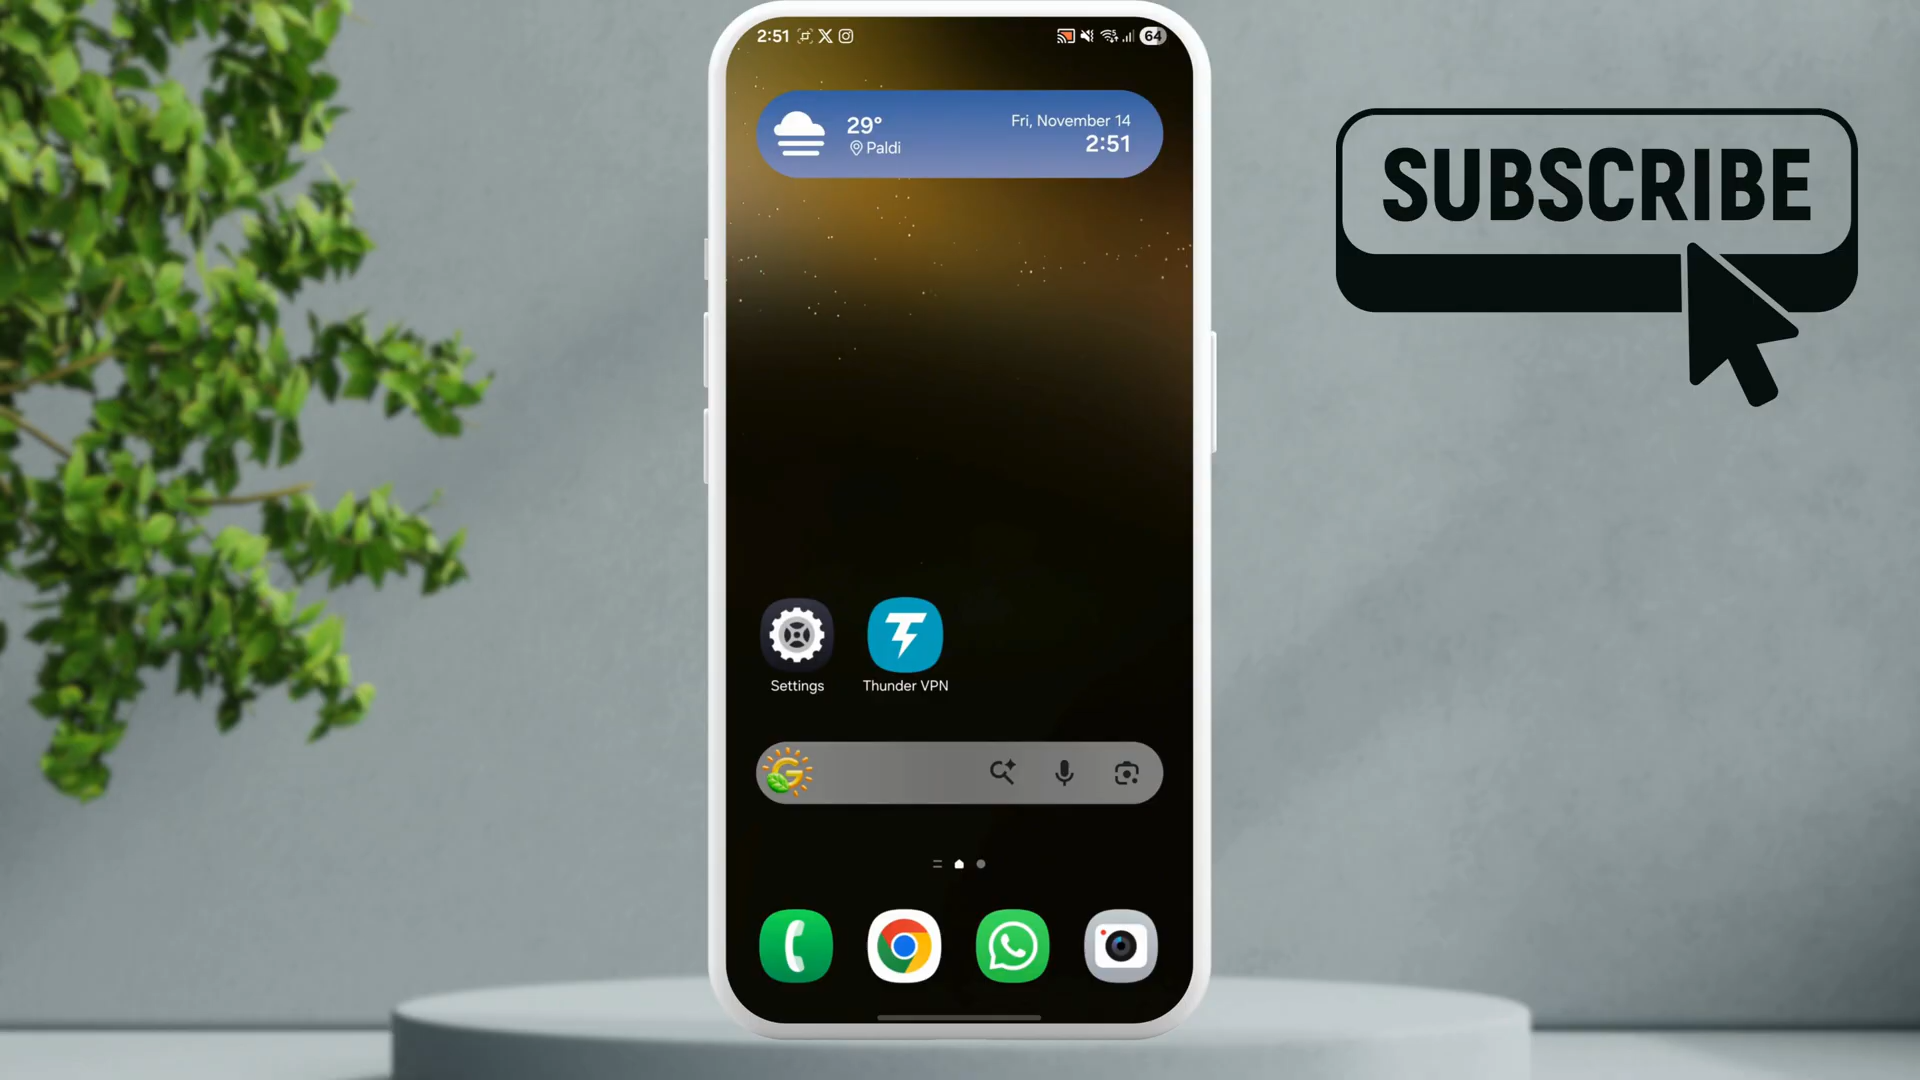 2:51
64
29°
Paldi
Fri, November 14
2:51
Settings
Thunder VPN
SUBSCRIBE